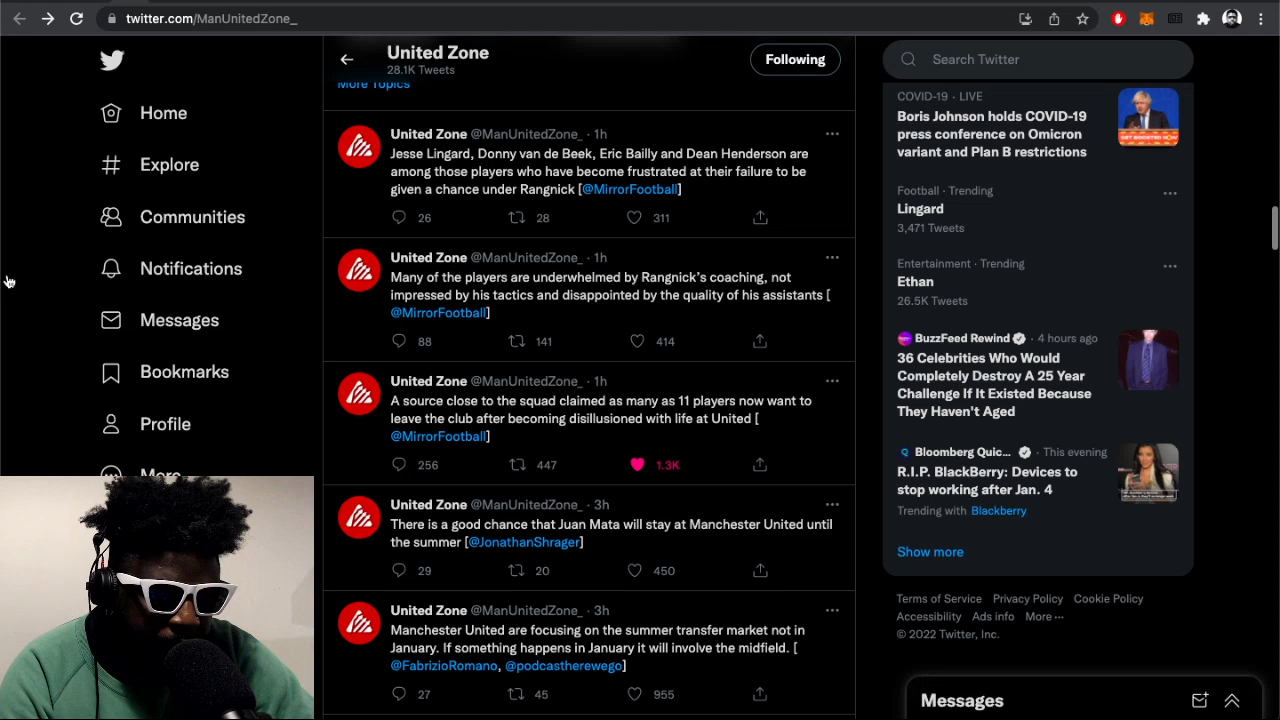 twitter.com/ManUnitedZone_
Home
Explore
Communities
Notifications
Messages
Bookmarks
Profile
More
United Zone
28.1K Tweets
Following
More Topics
United Zone @ManUnitedZone_ · 1h
Jesse Lingard, Donny van de Beek, Eric Bailly and Dean Henderson are
among those players who have become frustrated at their failure to be
given a chance under Rangnick [@MirrorFootball]
26 28 311
United Zone @ManUnitedZone_ · 1h
Many of the players are underwhelmed by Rangnick's coaching, not
impressed by his tactics and disappointed by the quality of his assistants [
@MirrorFootball]
88 141 414
United Zone @ManUnitedZone_ · 1h
A source close to the squad claimed as many as 11 players now want to
leave the club after becoming disillusioned with life at United [
@MirrorFootball]
256 447 1.3K
United Zone @ManUnitedZone_ · 3h
There is a good chance that Juan Mata will stay at Manchester United until
the summer [@JonathanShrager]
29 20 450
United Zone @ManUnitedZone_ · 3h
Manchester United are focusing on the summer transfer market not in
January. If something happens in January it will involve the midfield. [
@FabrizioRomano, @podcastherewego]
27 45 955
Search Twitter
COVID-19 · LIVE
Boris Johnson holds COVID-19
press conference on Omicron
variant and Plan B restrictions
Football · Trending
Lingard
3,471 Tweets
Entertainment · Trending
Ethan
26.5K Tweets
BuzzFeed Rewind · 4 hours ago
36 Celebrities Who Would
Completely Destroy A 25 Year
Challenge If It Existed Because
They Haven't Aged
Bloomberg Quic... · This evening
R.I.P. BlackBerry: Devices to
stop working after Jan. 4
Trending with Blackberry
Show more
Terms of Service Privacy Policy Cookie Policy
Accessibility Ads info More ···
© 2022 Twitter, Inc.
Messages